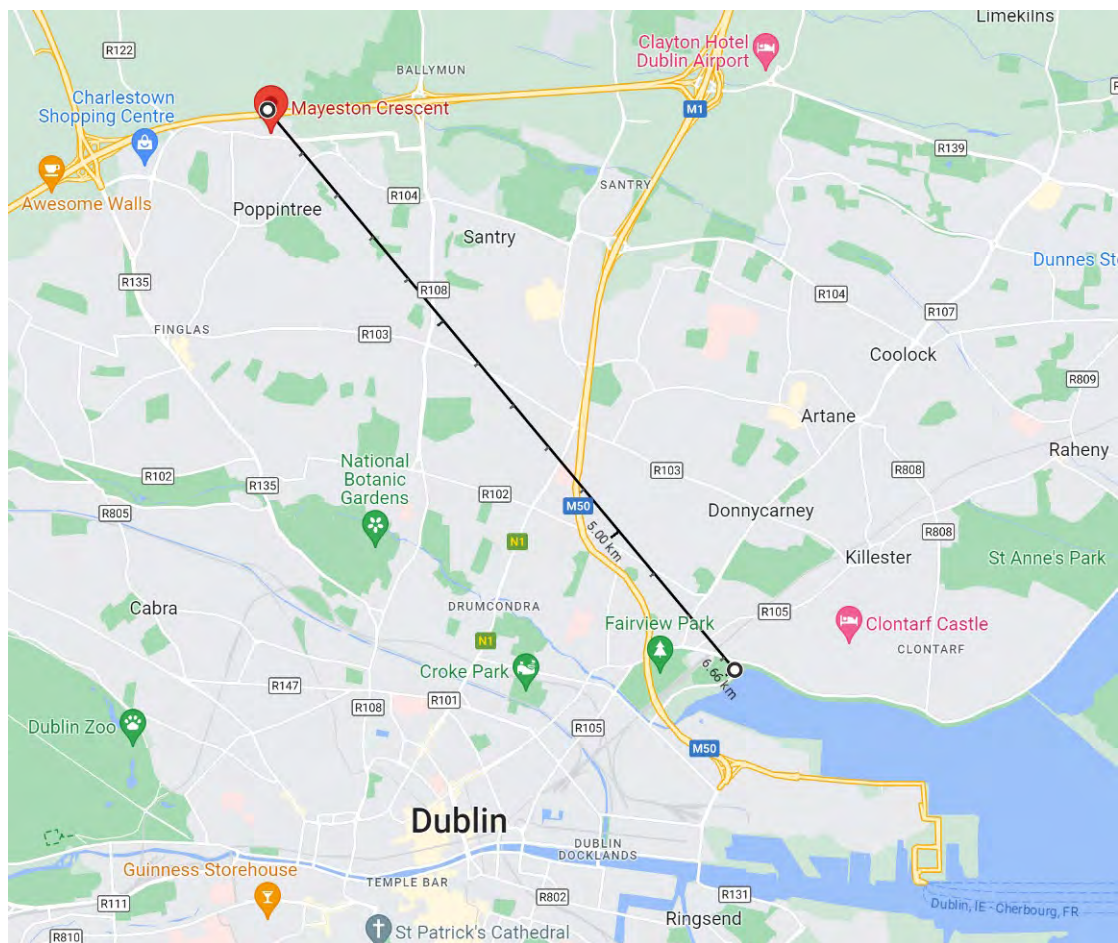 Limekilns
R122
Clayton Hotel
Dublin Airport
BALLYMUN
Charlestown
Shopping Centre
Mayeston Crescent
M1
R139
Awesome Walls
Poppintree
R104
SANTRY
Santry
Dunnes Sto
R135
R108
R104
R107
FINGLAS
R103
Coolock
R809
Artane
Raheny
National
Botanic
Gardens
R102
R135
R103
R808
R805
R102
M50
Donnycarney
5.00 km
N1
R808
Killester
St Anne's Park
Cabra
DRUMCONDRA
R105
Fairview Park
Clontarf Castle
N1
CLONTARF
Croke Park
6.66 km
R147
R108
R101
Dublin Zoo
R105
M50
Dublin
DUBLIN
DOCKLANDS
Guinness Storehouse
TEMPLE BAR
R131
R111
R802
Dublin, IE - Cherbourg, FR
Ringsend
R810
St Patrick's Cathedral